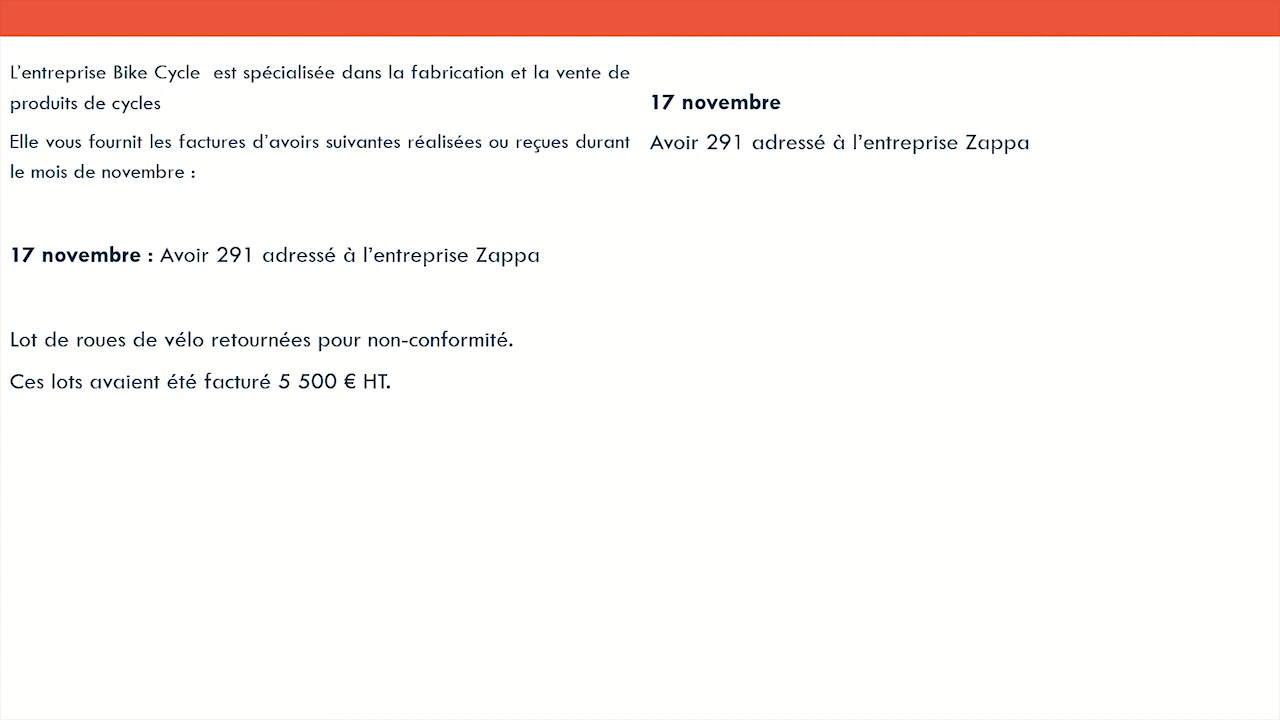 L’entreprise Bike Cycle est spécialisée dans la fabrication et la vente de
produits de cycles
Elle vous fournit les factures d’avoirs suivantes réalisées ou reçues durant
le mois de novembre :
17 novembre : Avoir 291 adressé à l’entreprise Zappa
Lot de roues de vélo retournées pour non-conformité.
Ces lots avaient été facturé 5 500 € HT.
17 novembre
Avoir 291 adressé à l’entreprise Zappa